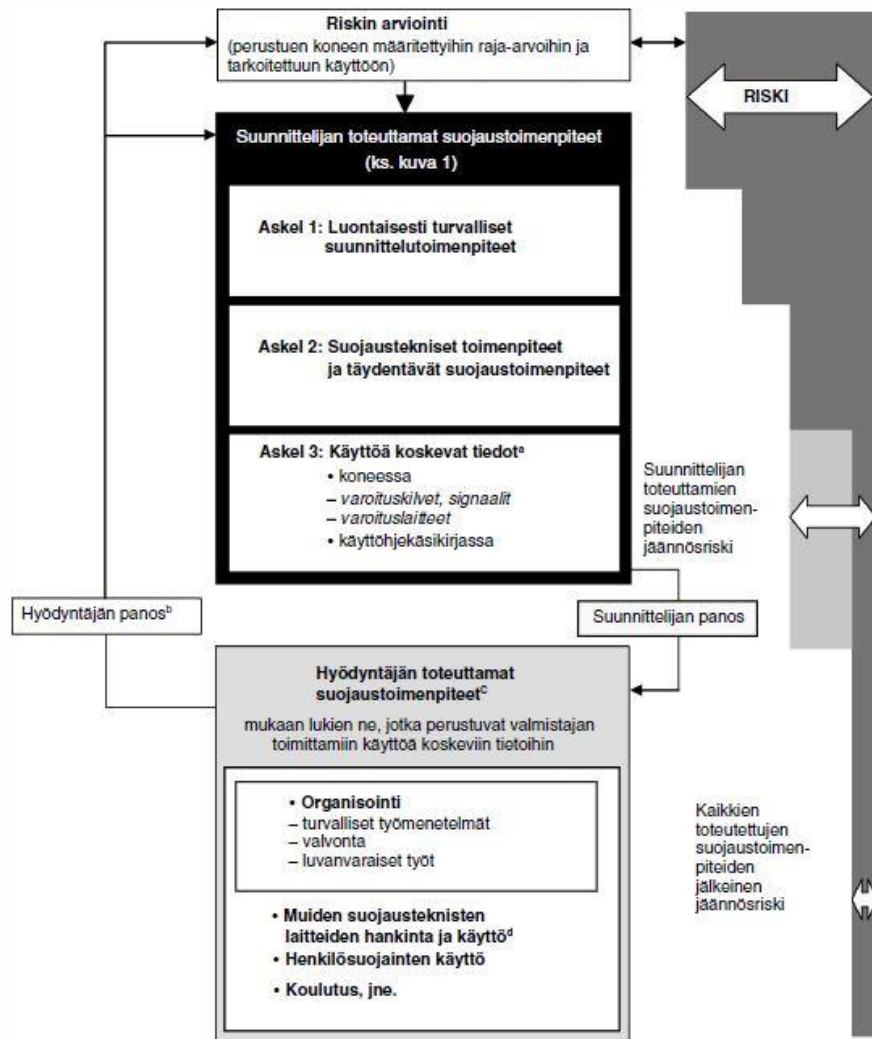 Riskin arviointi
(perustuen koneen määritettyihin raja-arvoihin ja
tarkoitettuun käyttöön)
RISKI
Suunnittelijan toteuttamat suojaustoimenpiteet
(ks. kuva 1)
Askel 1: Luontaisesti turvalliset
suunnittelutoimenpiteet
Askel 2: Suojaustekniset toimenpiteet
ja täydentävät suojaustoimenpiteet
Askel 3: Käyttöä koskevat tiedotᵃ
• koneessa
– varoituskilvet, signaalit
– varoituslaitteet
• käyttöhjekäsikirjassa
Suunnittelijan
toteuttamien
suojaustoimen-
piteiden
jäännösriski
Hyödyntäjän panosᵇ
Suunnittelijan panos
Hyödyntäjän toteuttamat
suojaustoimenpiteetᶜ
mukaan lukien ne, jotka perustuvat valmistajan
toimittamiin käyttöä koskeviin tietoihin
• Organisointi
– turvalliset työmenetelmät
– valvonta
– luvanvaraiset työt
• Muiden suojausteknisten
laitteiden hankinta ja käyttöᵈ
• Henkilösuojainten käyttö
• Koulutus, jne.
Kaikkien
toteutettujen
suojaustoimen-
piteiden
jälkeinen
jäännösriski